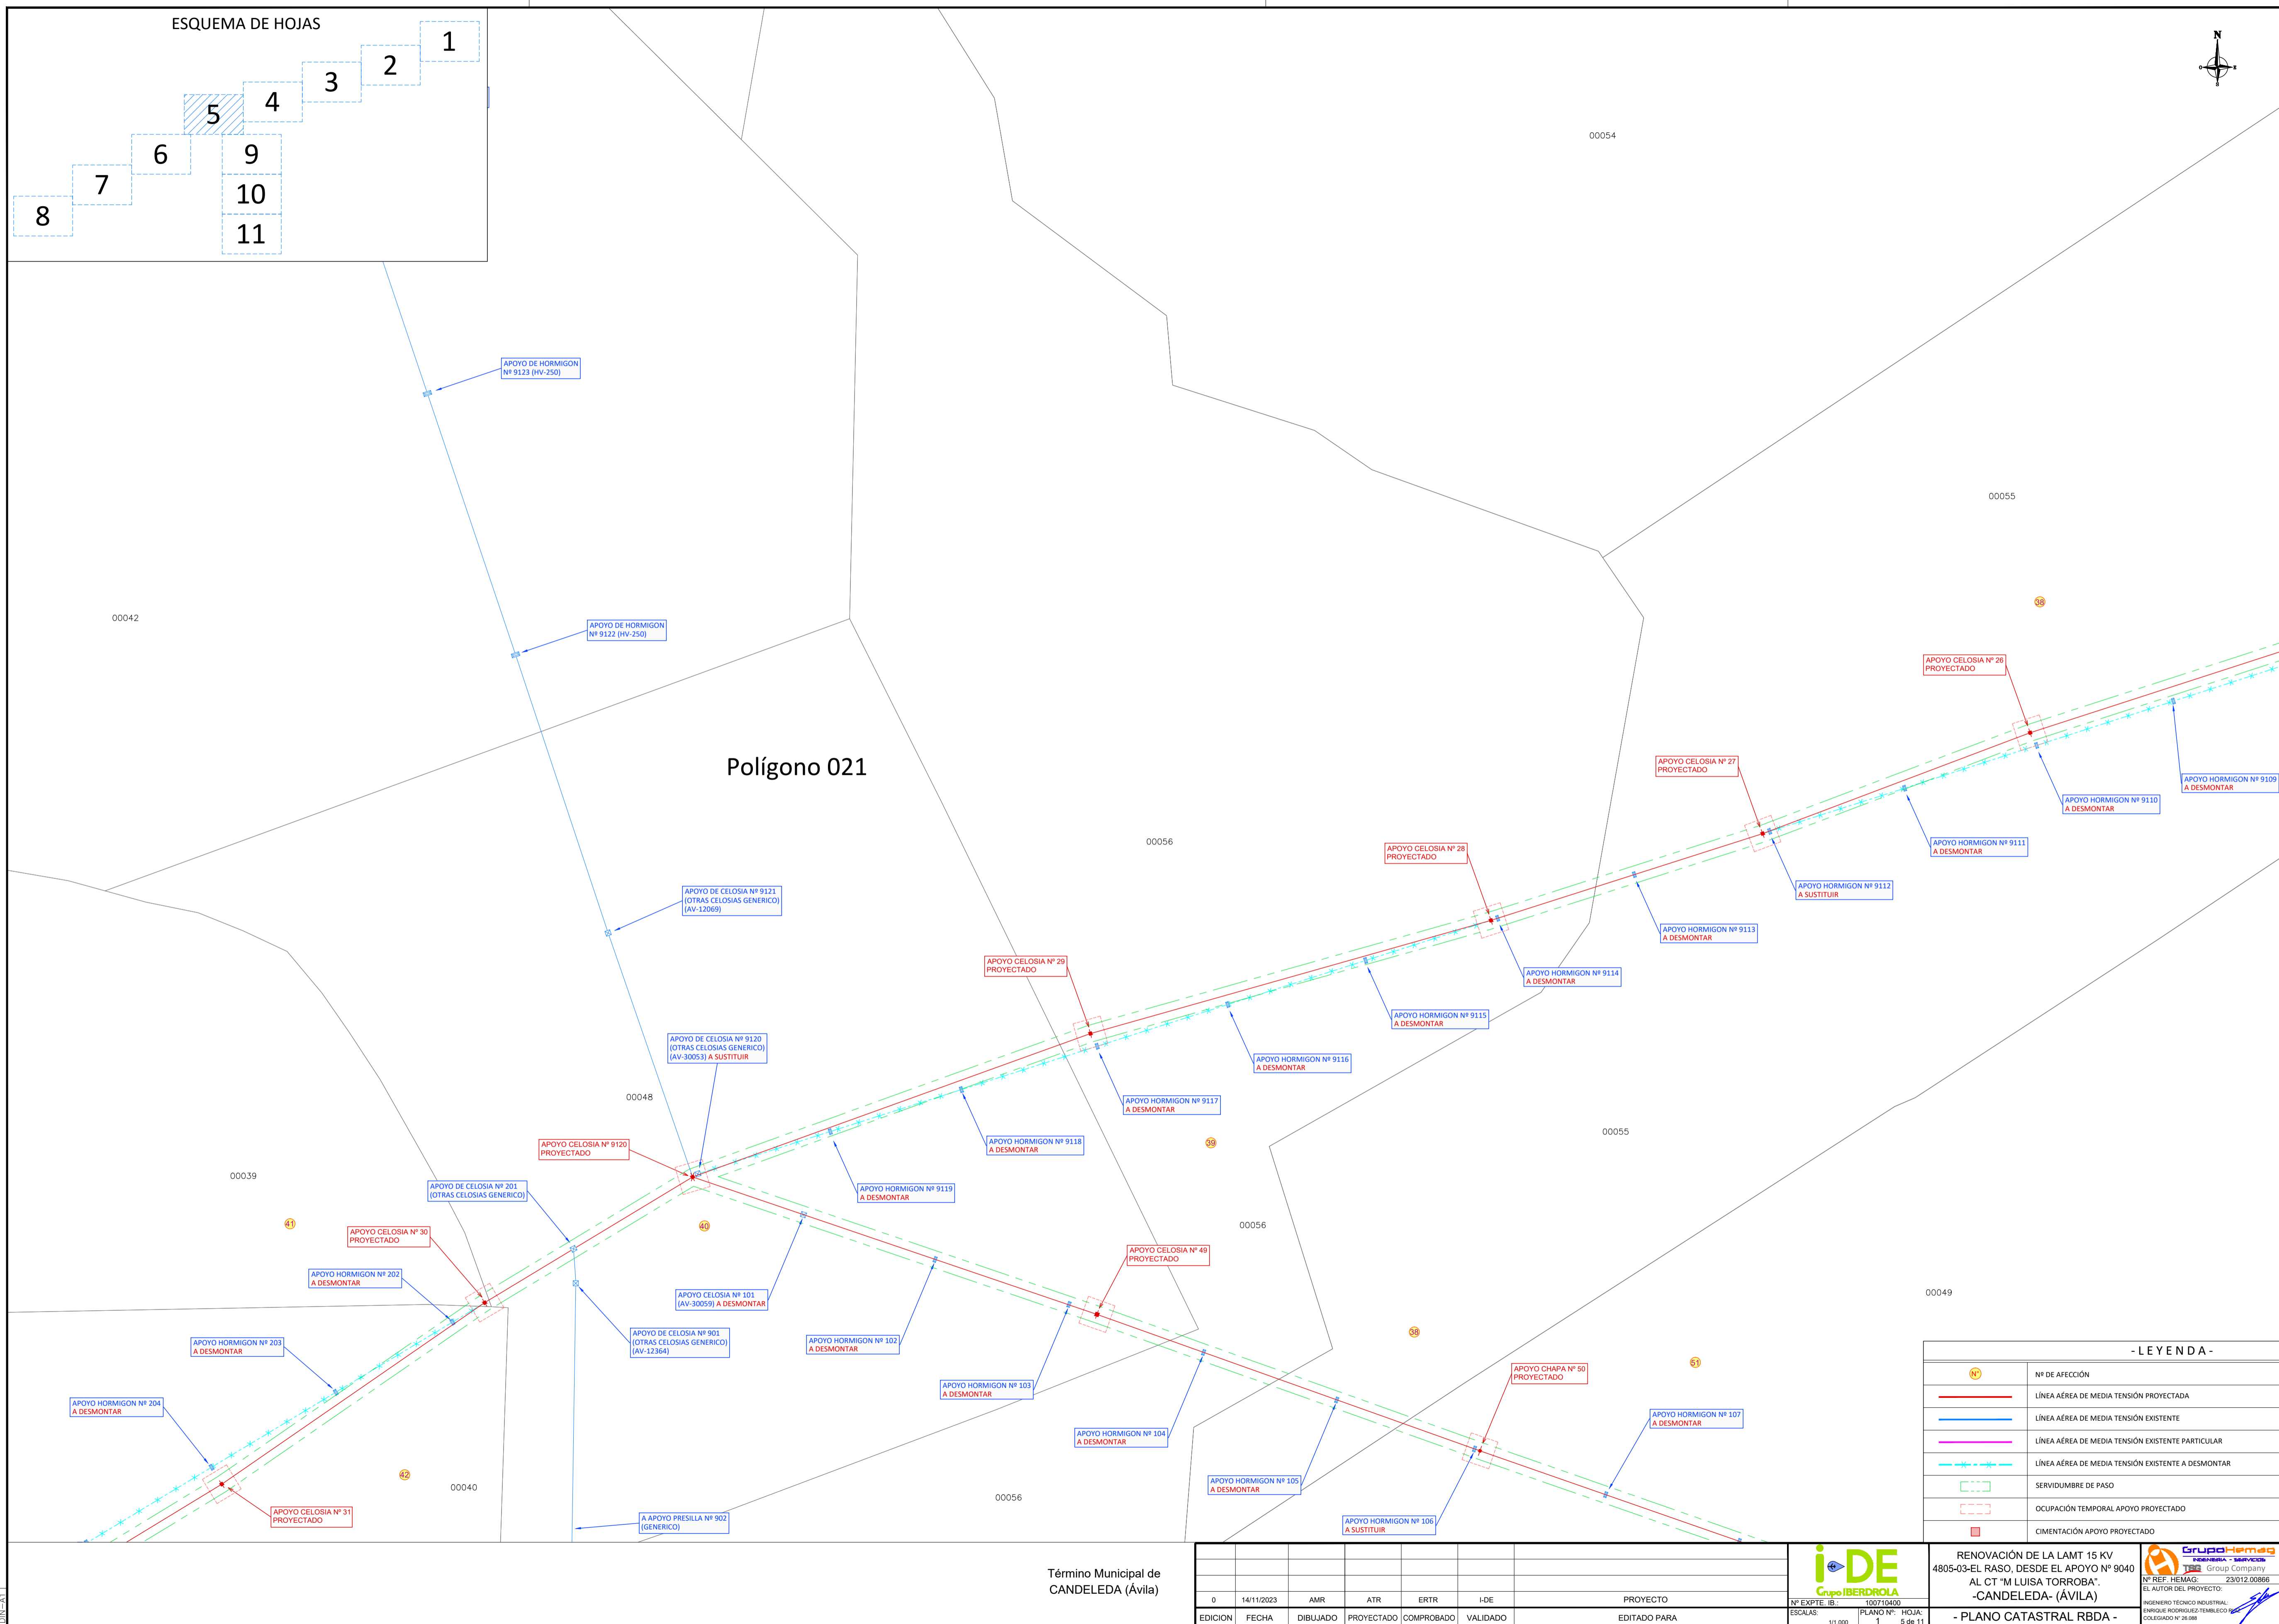 ESQUEMA DE HOJAS
1
2
3
4
5
6
9
7
10
8
11
N
00054
00055
00042
00056
00048
00039
00055
00056
00049
00040
00056
Polígono 021
APOYO DE HORMIGON
Nº 9123 (HV-250)
APOYO DE HORMIGON
Nº 9122 (HV-250)
APOYO DE CELOSIA Nº 9121
(OTRAS CELOSIAS GENERICO)
(AV-12069)
APOYO DE CELOSIA Nº 9120
(OTRAS CELOSIAS GENERICO)
(AV-30053) A SUSTITUIR
38
APOYO CELOSIA Nº 26
PROYECTADO
APOYO CELOSIA Nº 27
PROYECTADO
APOYO CELOSIA Nº 28
PROYECTADO
APOYO CELOSIA Nº 29
PROYECTADO
APOYO HORMIGON Nº 9109
A DESMONTAR
APOYO HORMIGON Nº 9110
A DESMONTAR
APOYO HORMIGON Nº 9111
A DESMONTAR
APOYO HORMIGON Nº 9112
A SUSTITUIR
APOYO HORMIGON Nº 9113
A DESMONTAR
APOYO HORMIGON Nº 9114
A DESMONTAR
APOYO HORMIGON Nº 9115
A DESMONTAR
APOYO HORMIGON Nº 9116
A DESMONTAR
APOYO HORMIGON Nº 9117
A DESMONTAR
APOYO HORMIGON Nº 9118
A DESMONTAR
APOYO HORMIGON Nº 9119
A DESMONTAR
39
APOYO CELOSIA Nº 9120
PROYECTADO
APOYO DE CELOSIA Nº 201
(OTRAS CELOSIAS GENERICO)
41
40
APOYO CELOSIA Nº 30
PROYECTADO
APOYO HORMIGON Nº 202
A DESMONTAR
APOYO HORMIGON Nº 203
A DESMONTAR
APOYO HORMIGON Nº 204
A DESMONTAR
42
APOYO CELOSIA Nº 31
PROYECTADO
APOYO CELOSIA Nº 101
(AV-30059) A DESMONTAR
APOYO DE CELOSIA Nº 901
(OTRAS CELOSIAS GENERICO)
(AV-12364)
A APOYO PRESILLA Nº 902
(GENERICO)
APOYO HORMIGON Nº 102
A DESMONTAR
APOYO CELOSIA Nº 49
PROYECTADO
APOYO HORMIGON Nº 103
A DESMONTAR
APOYO HORMIGON Nº 104
A DESMONTAR
APOYO HORMIGON Nº 105
A DESMONTAR
APOYO HORMIGON Nº 106
A SUSTITUIR
38
51
APOYO CHAPA Nº 50
PROYECTADO
APOYO HORMIGON Nº 107
A DESMONTAR
- L E Y E N D A -
Nº
Nº DE AFECCIÓN
LÍNEA AÉREA DE MEDIA TENSIÓN PROYECTADA
LÍNEA AÉREA DE MEDIA TENSIÓN EXISTENTE
LÍNEA AÉREA DE MEDIA TENSIÓN EXISTENTE PARTICULAR
LÍNEA AÉREA DE MEDIA TENSIÓN EXISTENTE A DESMONTAR
SERVIDUMBRE DE PASO
OCUPACIÓN TEMPORAL APOYO PROYECTADO
CIMENTACIÓN APOYO PROYECTADO
Término Municipal de
CANDELEDA (Ávila)
0 14/11/2023 AMR ATR ERTR I-DE PROYECTO
EDICION FECHA DIBUJADO PROYECTADO COMPROBADO VALIDADO EDITADO PARA
i-DE
Grupo IBERDROLA
Nº EXPTE. IB.: 100710400
ESCALAS: 1/1.000
PLANO Nº: 1
HOJA: 5 de 11
RENOVACIÓN DE LA LAMT 15 KV
4805-03-EL RASO, DESDE EL APOYO Nº 9040
AL CT "M LUISA TORROBA".
-CANDELEDA- (ÁVILA)
- PLANO CATASTRAL RBDA -
GrupoHemag
INGENIERIA - SERVICIOS
Group Company
Nº REF. HEMAG: 23/012.00866
EL AUTOR DEL PROYECTO:
INGENIERO TÉCNICO INDUSTRIAL:
ENRIQUE RODRIGUEZ-TEMBLECO
COLEGIADO Nº 26.088
DIN-A1